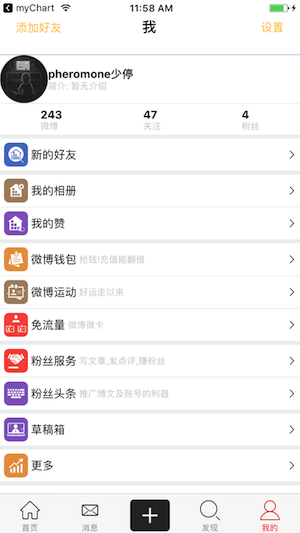 myChart 11:58 AM
添加好友 我 设置
pheromone少停
简介: 暂无介绍
243 47 4
微博 关注 粉丝
新的好友
我的相册
我的赞
微博钱包 抢钱!充值能翻倍
微博运动 好运走以来
免流量 微博微卡
粉丝服务 写文章,发点评,赚粉丝
粉丝头条 推广博文及账号的利器
草稿箱
更多
首页 消息 发现 我的